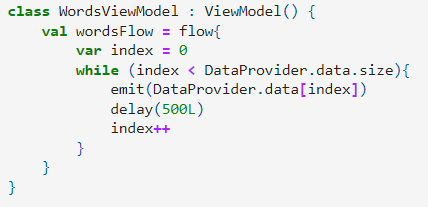 class WordsViewModel : ViewModel() {
    val wordsFlow = flow{
        var index = 0
        while (index < DataProvider.data.size){
            emit(DataProvider.data[index])
            delay(500L)
            index++
        }
    }
}